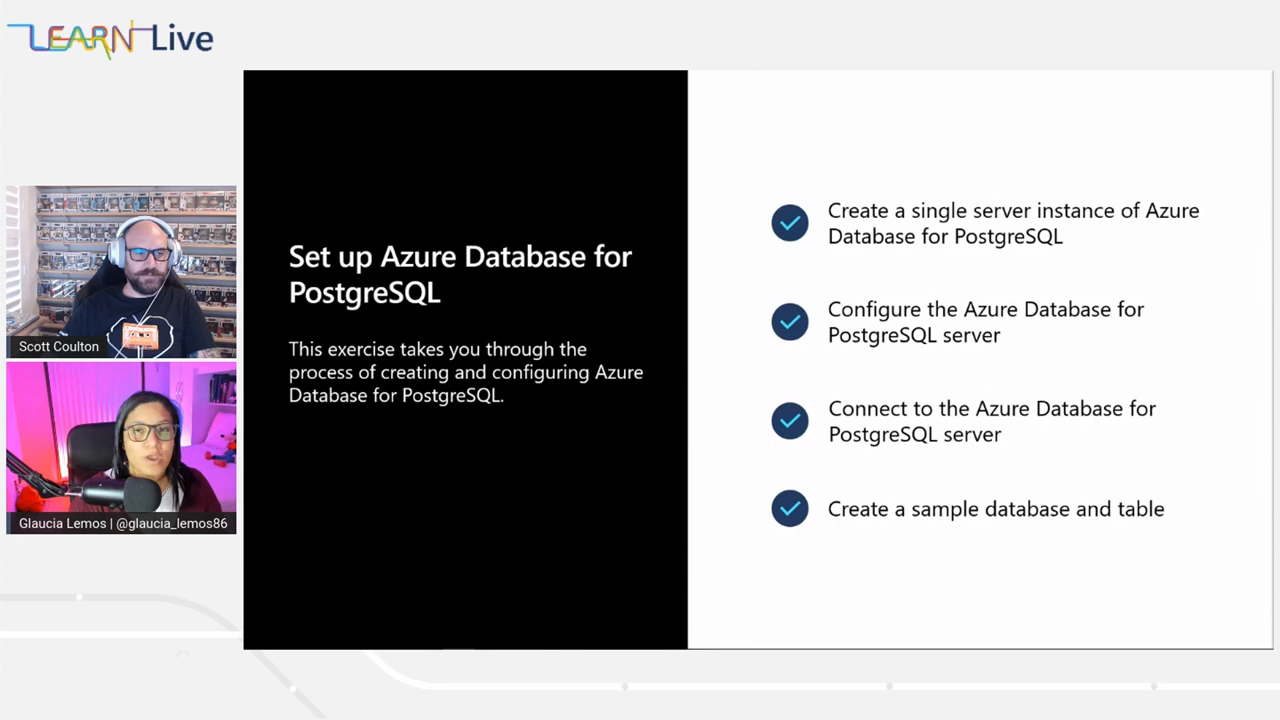 LEARN Live
Set up Azure Database for
PostgreSQL
This exercise takes you through the
process of creating and configuring Azure
Database for PostgreSQL.
Create a single server instance of Azure
Database for PostgreSQL
Configure the Azure Database for
PostgreSQL server
Connect to the Azure Database for
PostgreSQL server
Create a sample database and table
Scott Coulton
Glaucia Lemos | @glaucia_lemos86